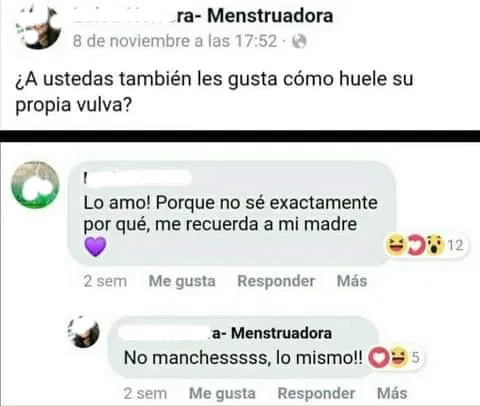 ra- Menstruadora
8 de noviembre a las 17:52 ·
¿A ustedas también les gusta cómo huele su
propia vulva?
Lo amo! Porque no sé exactamente
por qué, me recuerda a mi madre
💜
12
2 sem Me gusta Responder Más
a- Menstruadora
No manchesssss, lo mismo!!
5
2 sem Me gusta Responder Más